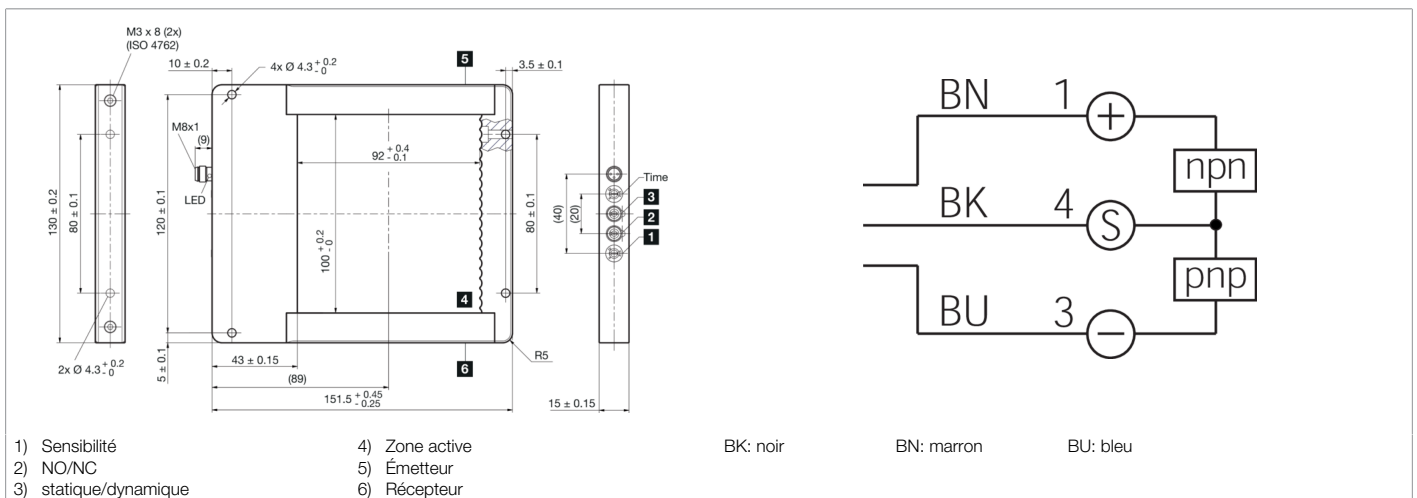 M3 x 8 (2x)
(ISO 4762)
10 ± 0.2
4x Ø 4.3 + 0.2 - 0
5
3.5 ± 0.1
M8x1
(9)
LED
92 + 0.4 - 0.1
130 ± 0.2
80 ± 0.1
120 ± 0.1
100 + 0.2 - 0
4
80 ± 0.1
(40)
(20)
Time
3
2
1
2x Ø 4.3 + 0.2 - 0
5 ± 0.1
43 ± 0.15
(89)
151.5 + 0.45 - 0.25
6
R5
15 ± 0.15
BN 1 +
npn
BK 4 S
pnp
BU 3 −
1) Sensibilité
2) NO/NC
3) statique/dynamique
4) Zone active
5) Émetteur
6) Récepteur
BK: noir
BN: marron
BU: bleu